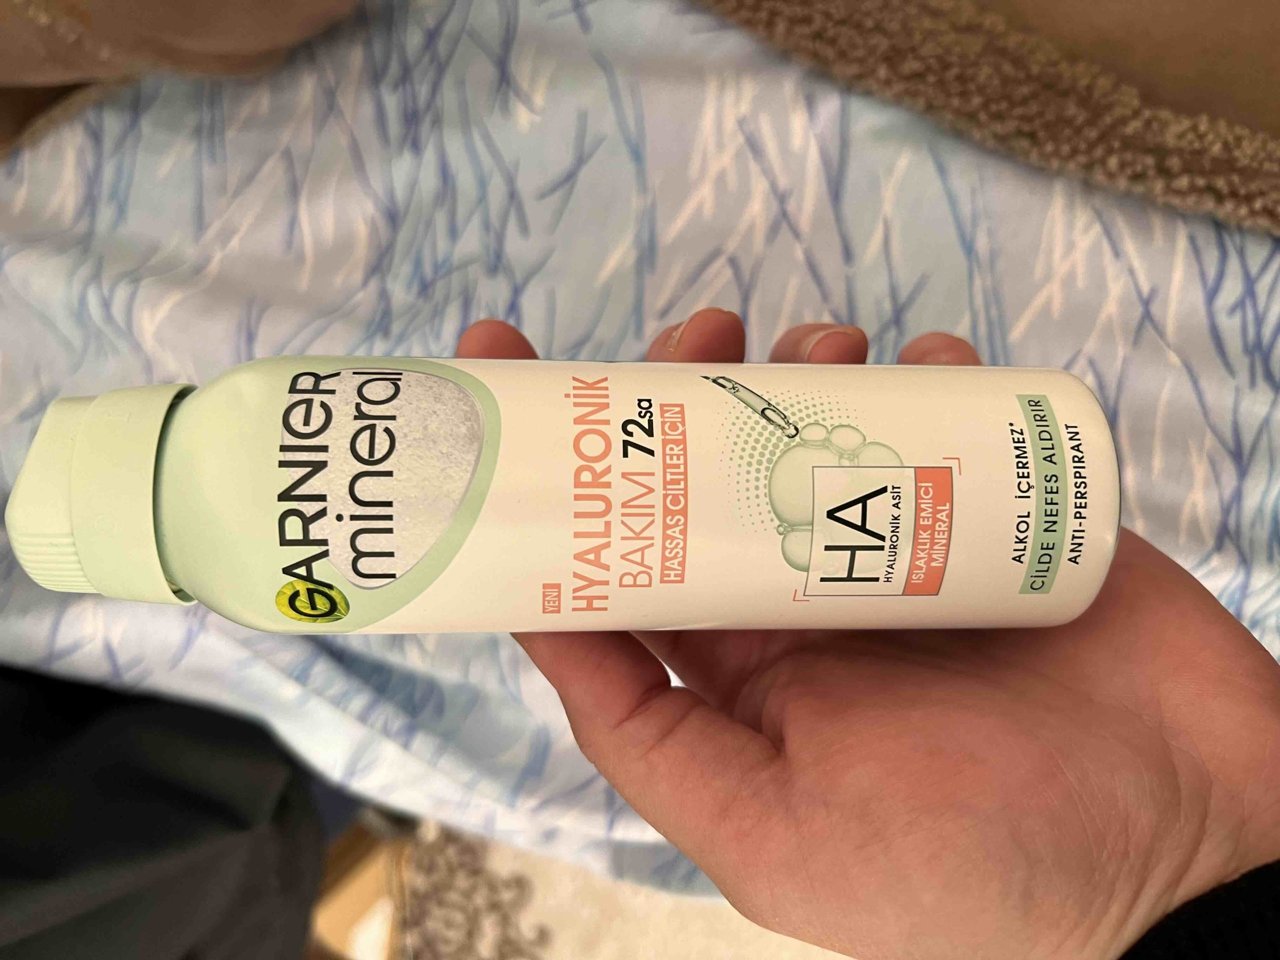 GARNIER
mineral
YENİ
HYALURONİK
BAKIM 72sa
HASSAS CİLTLER İÇİN
HA
HYALURONİK ASİT
ISLAKLIK EMİCİ
MİNERAL
ALKOL İÇERMEZ*
CİLDE NEFES ALDIRIR
ANTI-PERSPIRANT